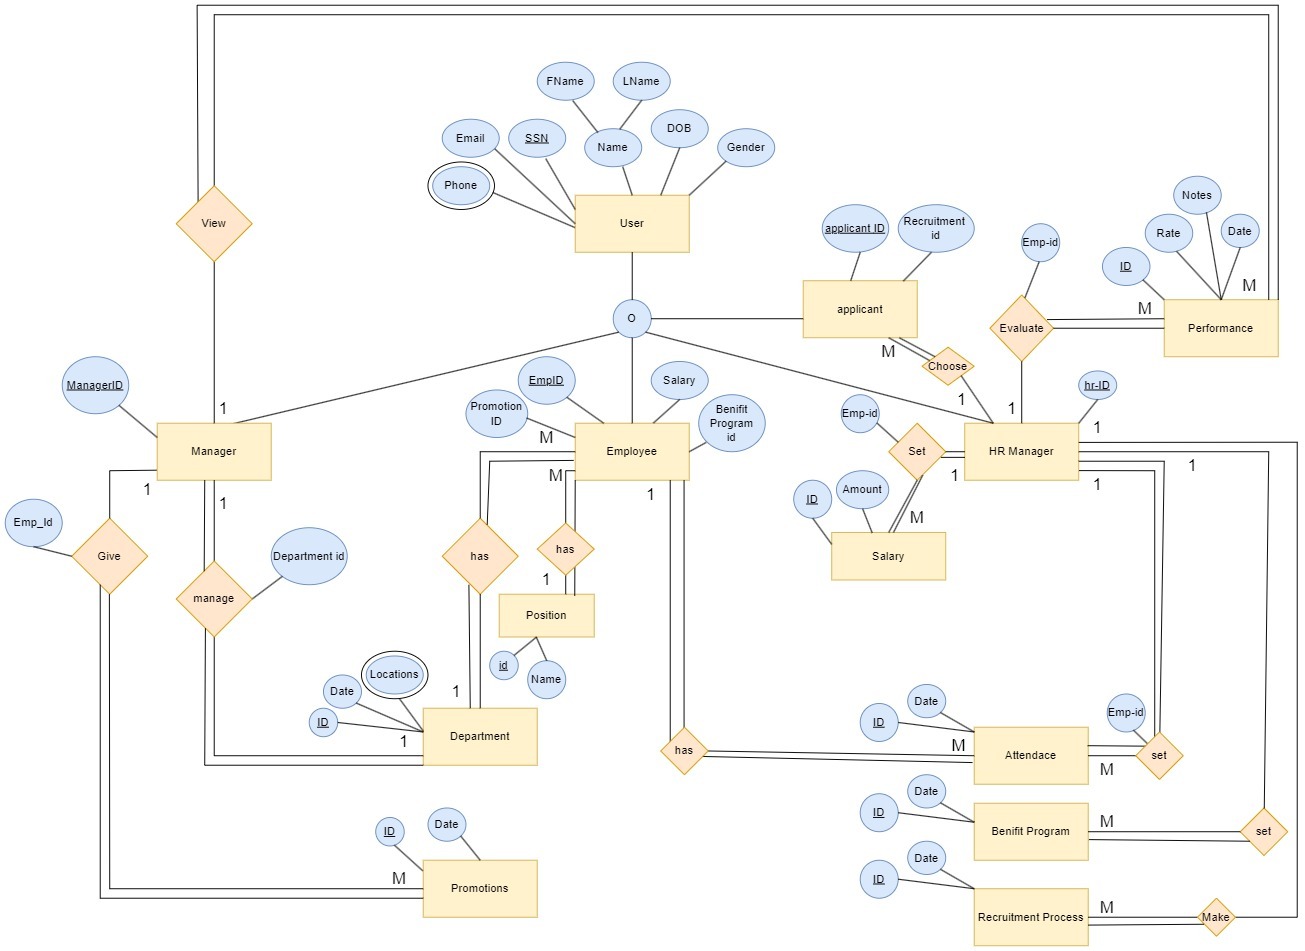 FName
LName
Email
SSN
Name
DOB
Gender
Phone
User
View
applicant ID
Recruitment
id
Notes
Rate
Date
Emp-id
ID
M
O
applicant
Evaluate
M
Performance
M
Choose
ManagerID
EmpID
Salary
hr-ID
1
1
1
Promotion
ID
Benifit
Program
id
Emp-id
1
M
Manager
Employee
Set
HR Manager
1
M
1
1
1
1
1
ID
Amount
M
Emp_Id
Give
Department id
has
has
Salary
1
manage
Position
id
Name
Locations
Date
1
ID
1
Department
ID
Date
Emp-id
has
M
Attendace
M
set
ID
Date
Benifit Program
M
set
ID
Date
M
Promotions
ID
Date
Recruitment Process
M
Make